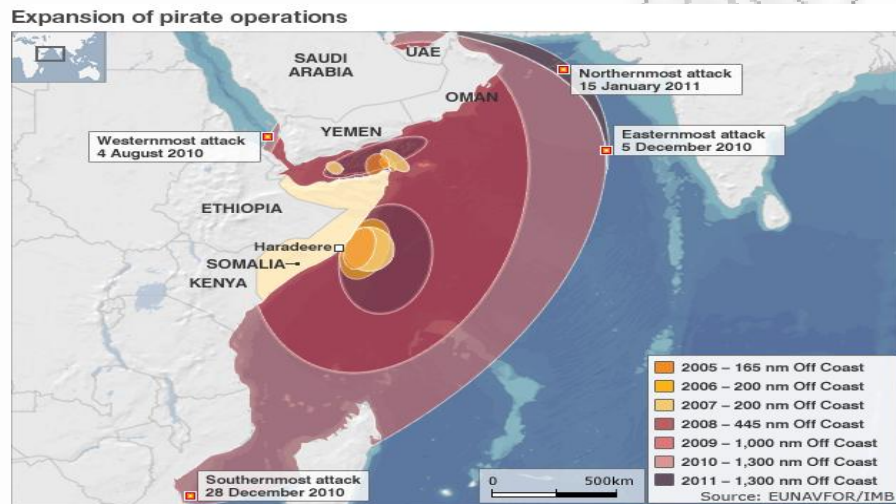 Expansion of pirate operations
SAUDI
ARABIA
UAE
OMAN
YEMEN
Northernmost attack
15 January 2011
Easternmost attack
5 December 2010
Westernmost attack
4 August 2010
ETHIOPIA
Haradeere
SOMALIA
KENYA
2005 – 165 nm Off Coast
2006 – 200 nm Off Coast
2007 – 200 nm Off Coast
2008 – 445 nm Off Coast
2009 – 1,000 nm Off Coast
2010 – 1,300 nm Off Coast
2011 – 1,300 nm Off Coast
Southernmost attack
28 December 2010
0 500km
Source: EUNAVFOR/IMB